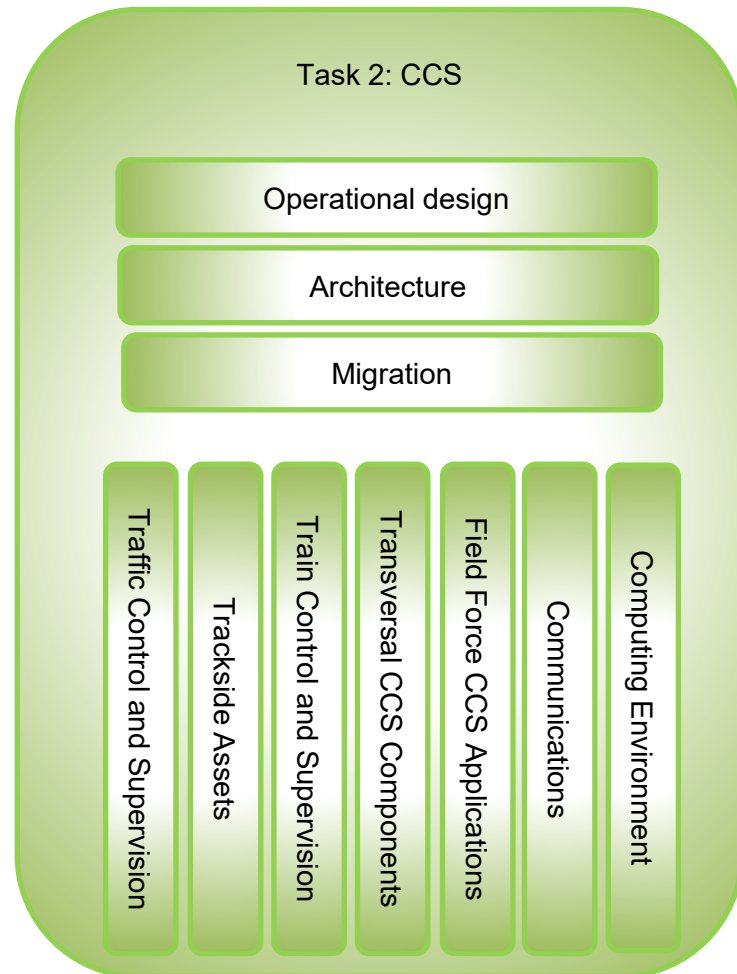 Task 2: CCS
Operational design
Architecture
Migration
Traffic Control and Supervision
Trackside Assets
Train Control and Supervision
Transversal CCS Components
Field Force CCS Applications
Communications
Computing Environment